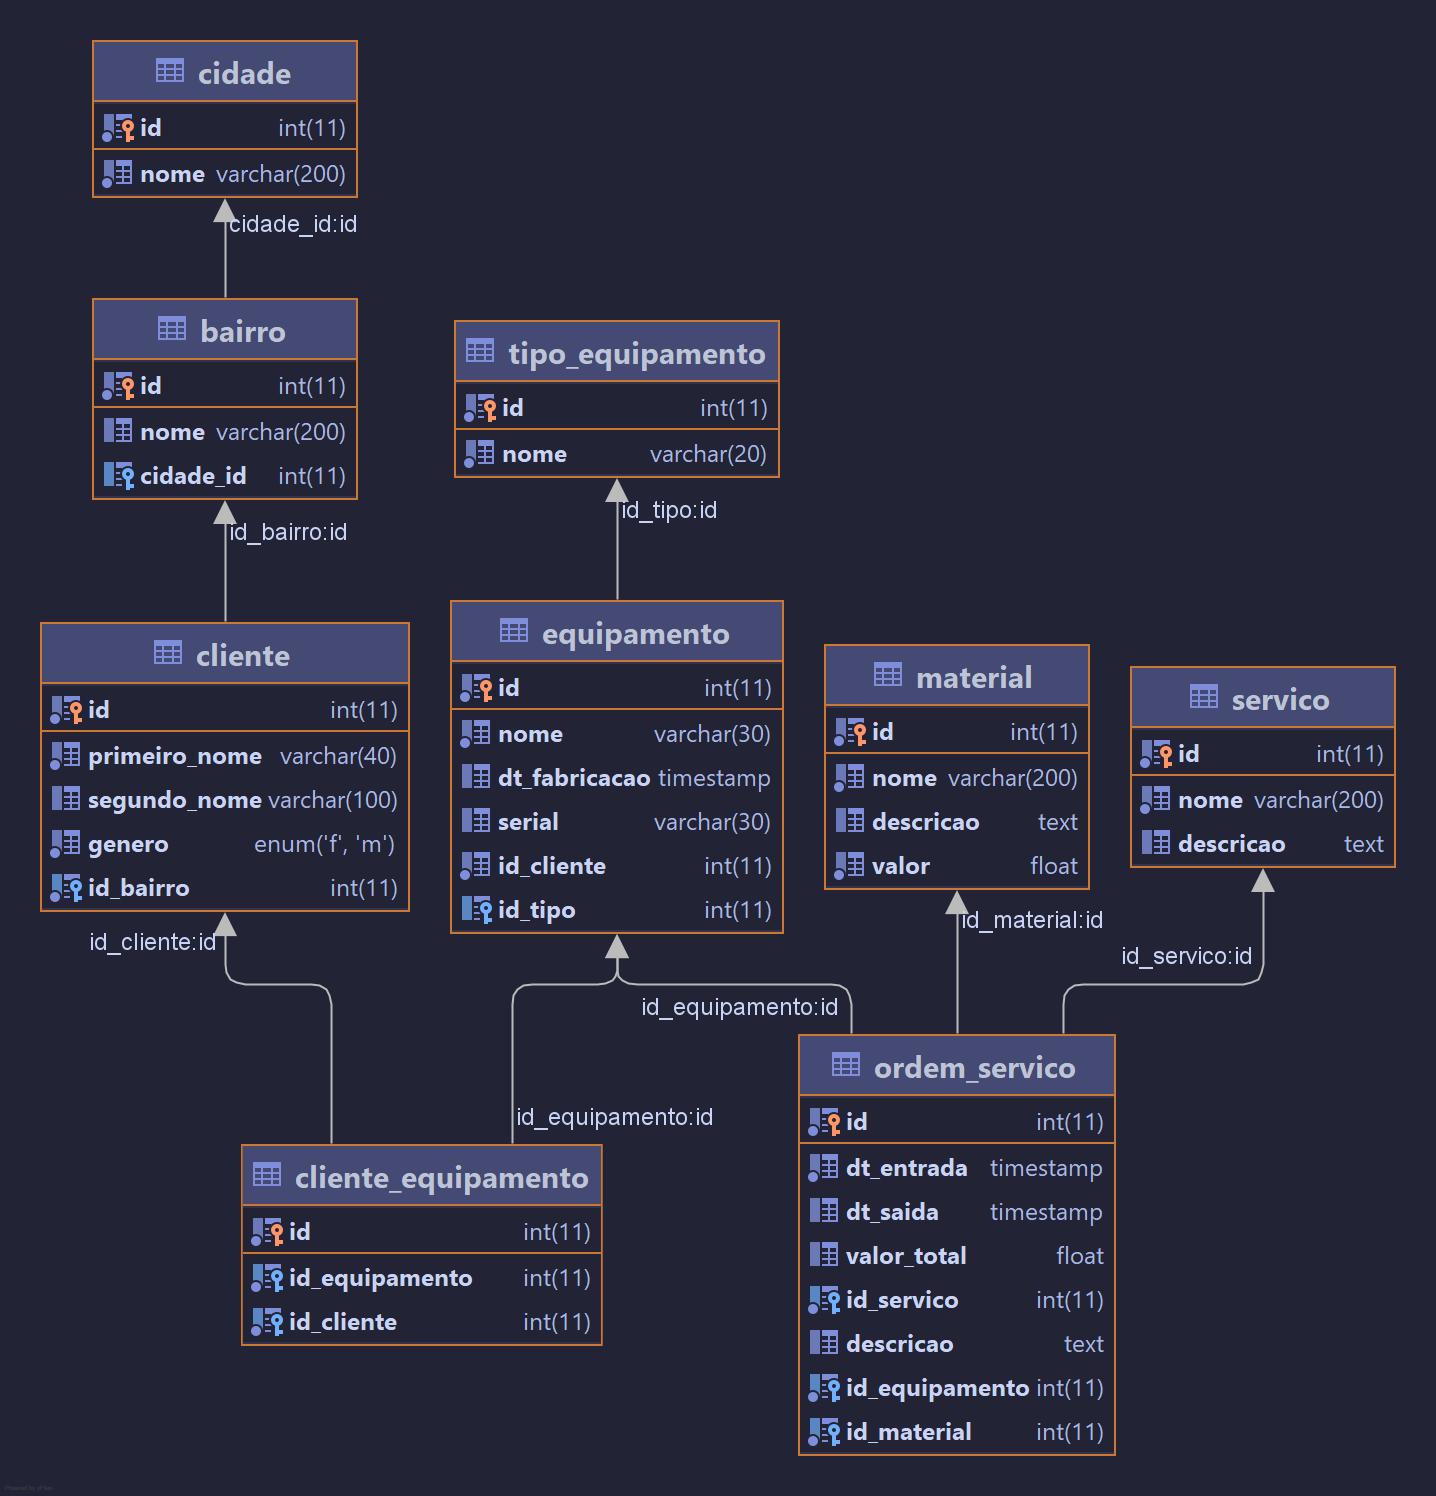 cidade
id int(11)
nome varchar(200)
cidade_id:id
bairro
id int(11)
nome varchar(200)
cidade_id int(11)
id_bairro:id
tipo_equipamento
id int(11)
nome varchar(20)
id_tipo:id
cliente
id int(11)
primeiro_nome varchar(40)
segundo_nome varchar(100)
genero enum('f', 'm')
id_bairro int(11)
id_cliente:id
equipamento
id int(11)
nome varchar(30)
dt_fabricacao timestamp
serial varchar(30)
id_cliente int(11)
id_tipo int(11)
id_equipamento:id
material
id int(11)
nome varchar(200)
descricao text
valor float
id_material:id
servico
id int(11)
nome varchar(200)
descricao text
id_servico:id
id_equipamento:id
cliente_equipamento
id int(11)
id_equipamento int(11)
id_cliente int(11)
ordem_servico
id int(11)
dt_entrada timestamp
dt_saida timestamp
valor_total float
id_servico int(11)
descricao text
id_equipamento int(11)
id_material int(11)